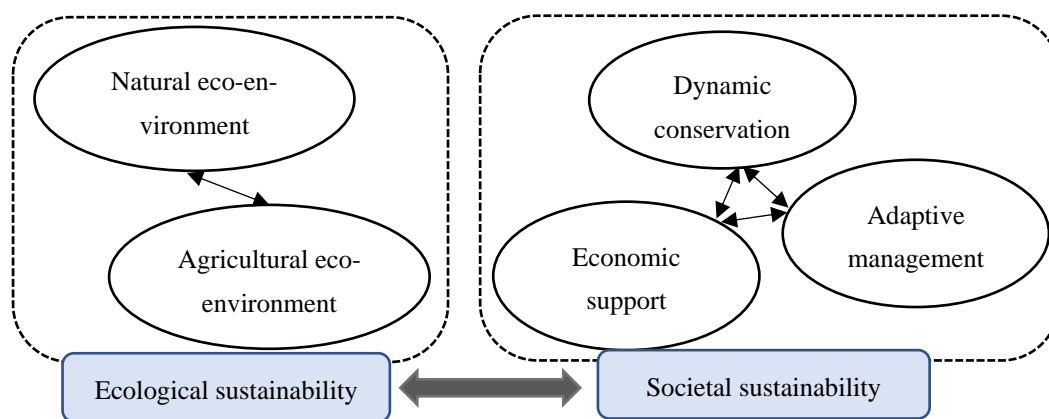 Natural eco-en-
vironment
Agricultural eco-
environment
Ecological sustainability
Dynamic
conservation
Adaptive
management
Economic
support
Societal sustainability